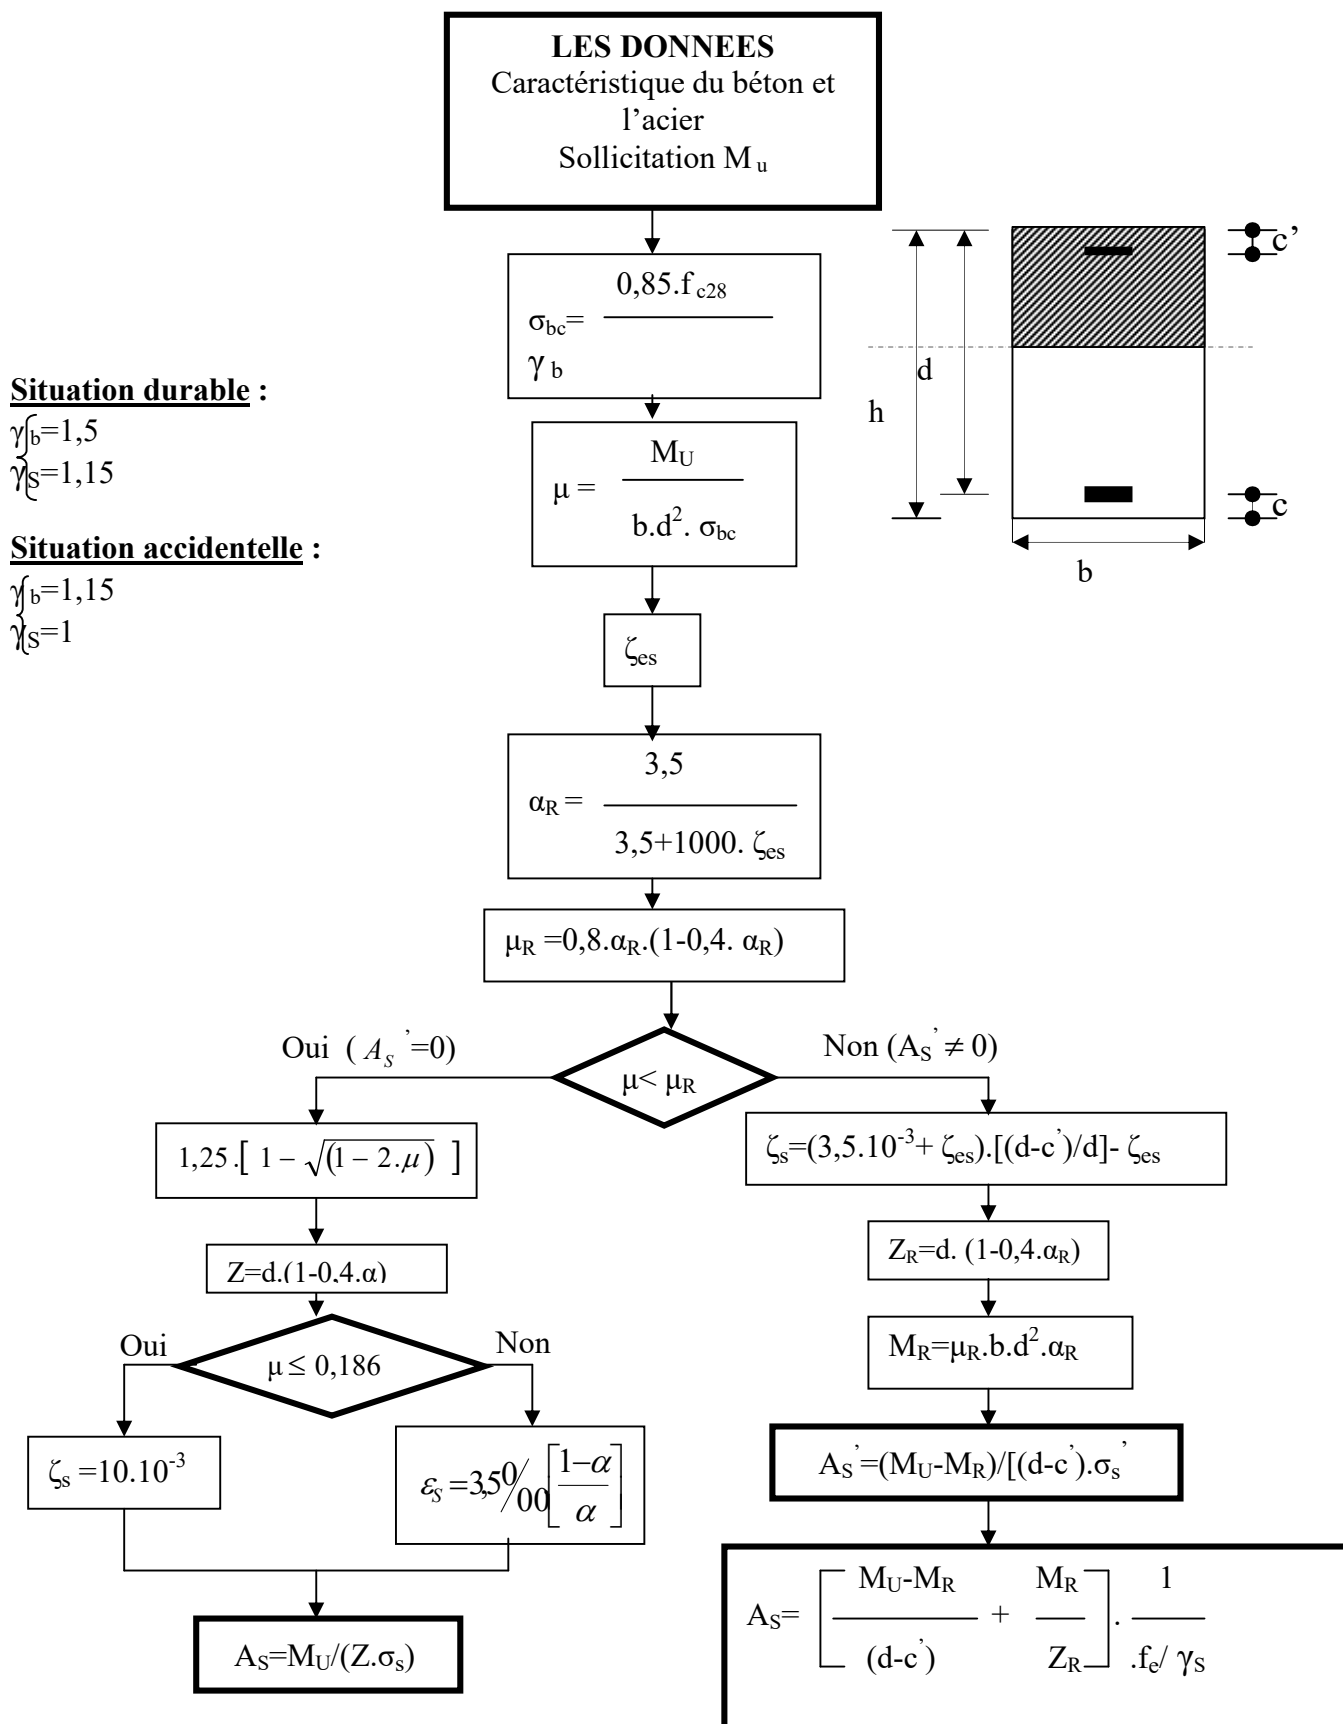 LES DONNEES
Caractéristique du béton et
l’acier
Sollicitation M u
0,85.f c28
σbc=
γ b
c’
d
h
c
b
Situation durable :
γb=1,5
γS=1,15
Situation accidentelle :
γb=1,15
γS=1
MU
μ =
b.d². σbc
ζes
3,5
αR =
3,5+1000. ζes
μR =0,8.αR.(1-0,4. αR)
Oui ( AS’=0)
Non (AS’ ≠ 0)
μ< μR
1,25.[ 1 − √(1 − 2.μ) ]
ζs=(3,5.10⁻³+ ζes).[(d-c’)/d]- ζes
Z=d.(1-0,4.α)
ZR=d. (1-0,4.αR)
Oui
Non
μ ≤ 0,186
MR=μR.b.d².αR
ζs =10.10⁻³
εS =3,50/00[1−α/α]
AS’=(MU-MR)/[(d-c’).σs’
AS=MU/(Z.σs)
MU-MR MR 1
AS= [ + ] .
(d-c’) ZR .fe/ γS